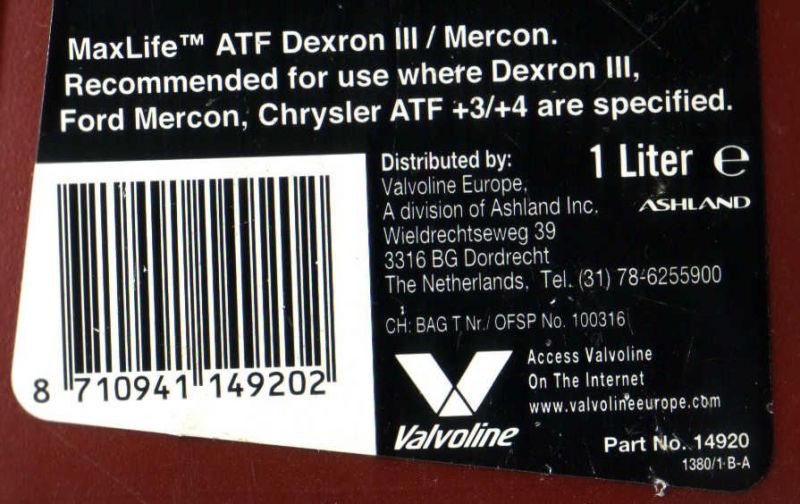 MaxLife™ ATF Dexron III / Mercon.
Recommended for use where Dexron III,
Ford Mercon, Chrysler ATF +3/+4 are specified.
Distributed by:
1 Liter ℮
Valvoline Europe,
A division of Ashland Inc.
ASHLAND
Wieldrechtseweg 39
3316 BG Dordrecht
The Netherlands, Tel. (31) 78-6255900
CH: BAG T Nr./ OFSP No. 100316
8 710941 149202
Valvoline
Access Valvoline
On The Internet
www.valvolineeurope.com
Part No. 14920
1380/1-B-A